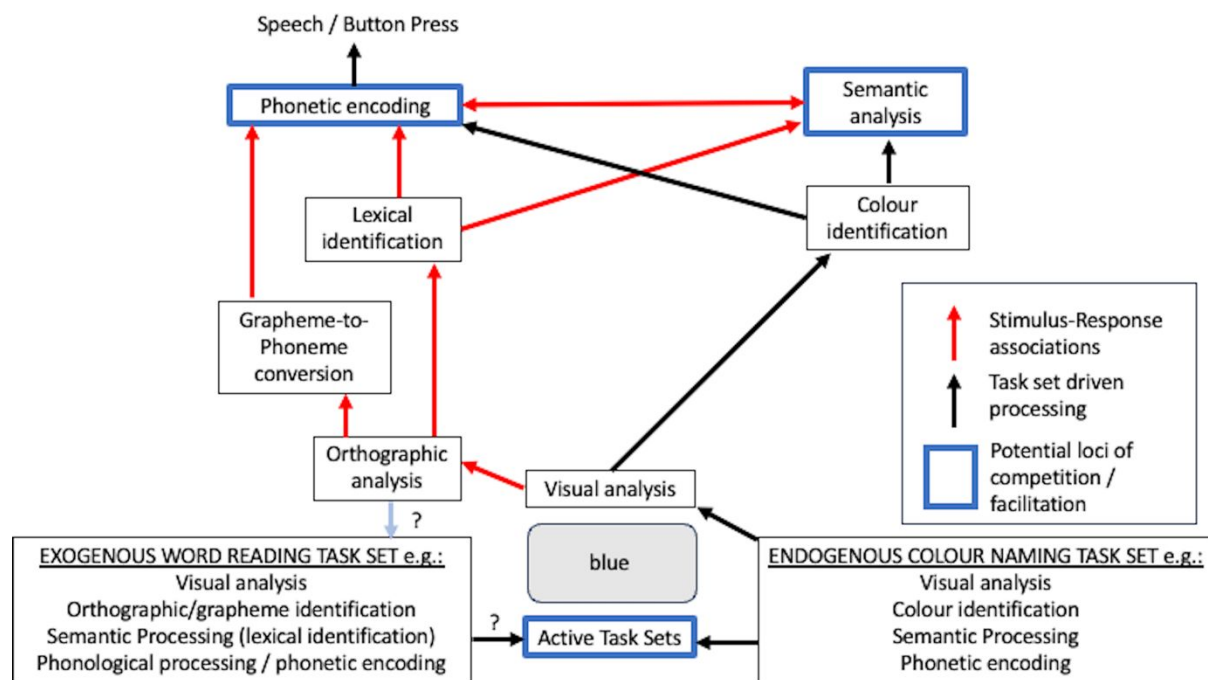 Speech / Button Press
Phonetic encoding
Semantic
analysis
Lexical
identification
Colour
identification
Grapheme-to-
Phoneme
conversion
Stimulus-Response
associations
Task set driven
processing
Potential loci of
competition /
facilitation
Orthographic
analysis
Visual analysis
?
EXOGENOUS WORD READING TASK SET e.g.:
Visual analysis
Orthographic/grapheme identification
Semantic Processing (lexical identification)
Phonological processing / phonetic encoding
blue
?
Active Task Sets
ENDOGENOUS COLOUR NAMING TASK SET e.g.:
Visual analysis
Colour identification
Semantic Processing
Phonetic encoding